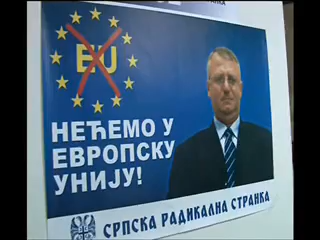 EU
НЕЋЕМО У
ЕВРОПСКУ
УНИЈУ!
СРПСКА РАДИКАЛНА СТРАНКА